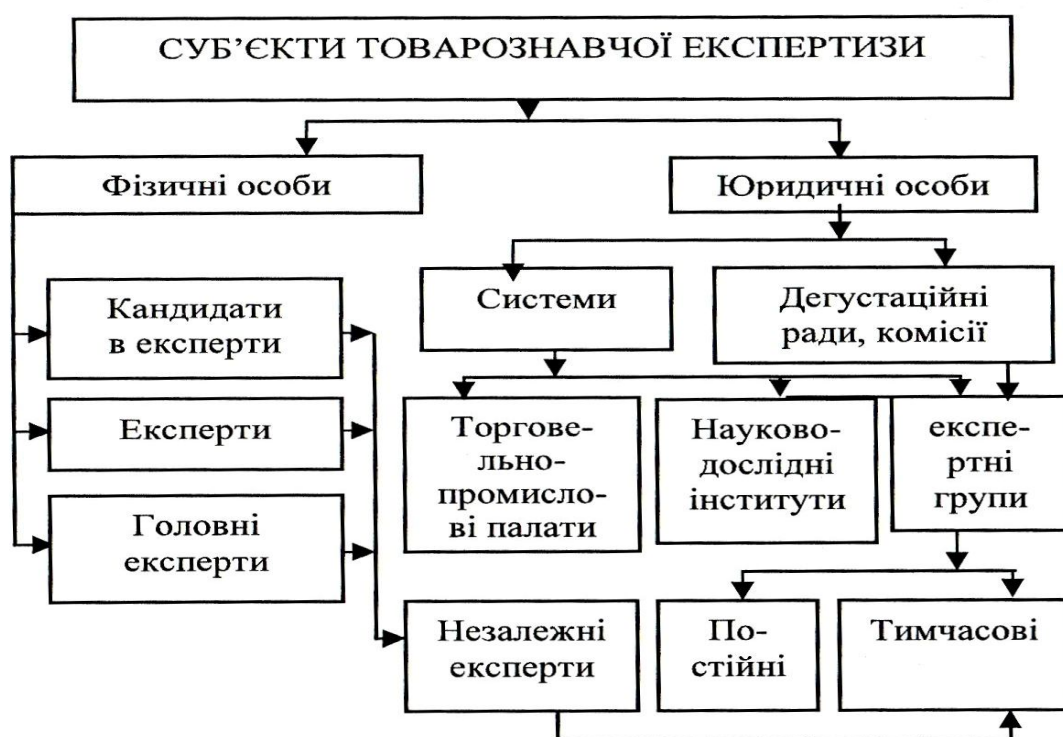 СУБ’ЄКТИ ТОВАРОЗНАВЧОЇ ЕКСПЕРТИЗИ
Фізичні особи
Юридичні особи
Системи
Дегустаційні
ради, комісії
Кандидати
в експерти
Експерти
Головні
експерти
Торгове-
льно-
промисло-
ві палати
Науково-
дослідні
інститути
експе-
ртні
групи
Незалежні
експерти
По-
стійні
Тимчасові